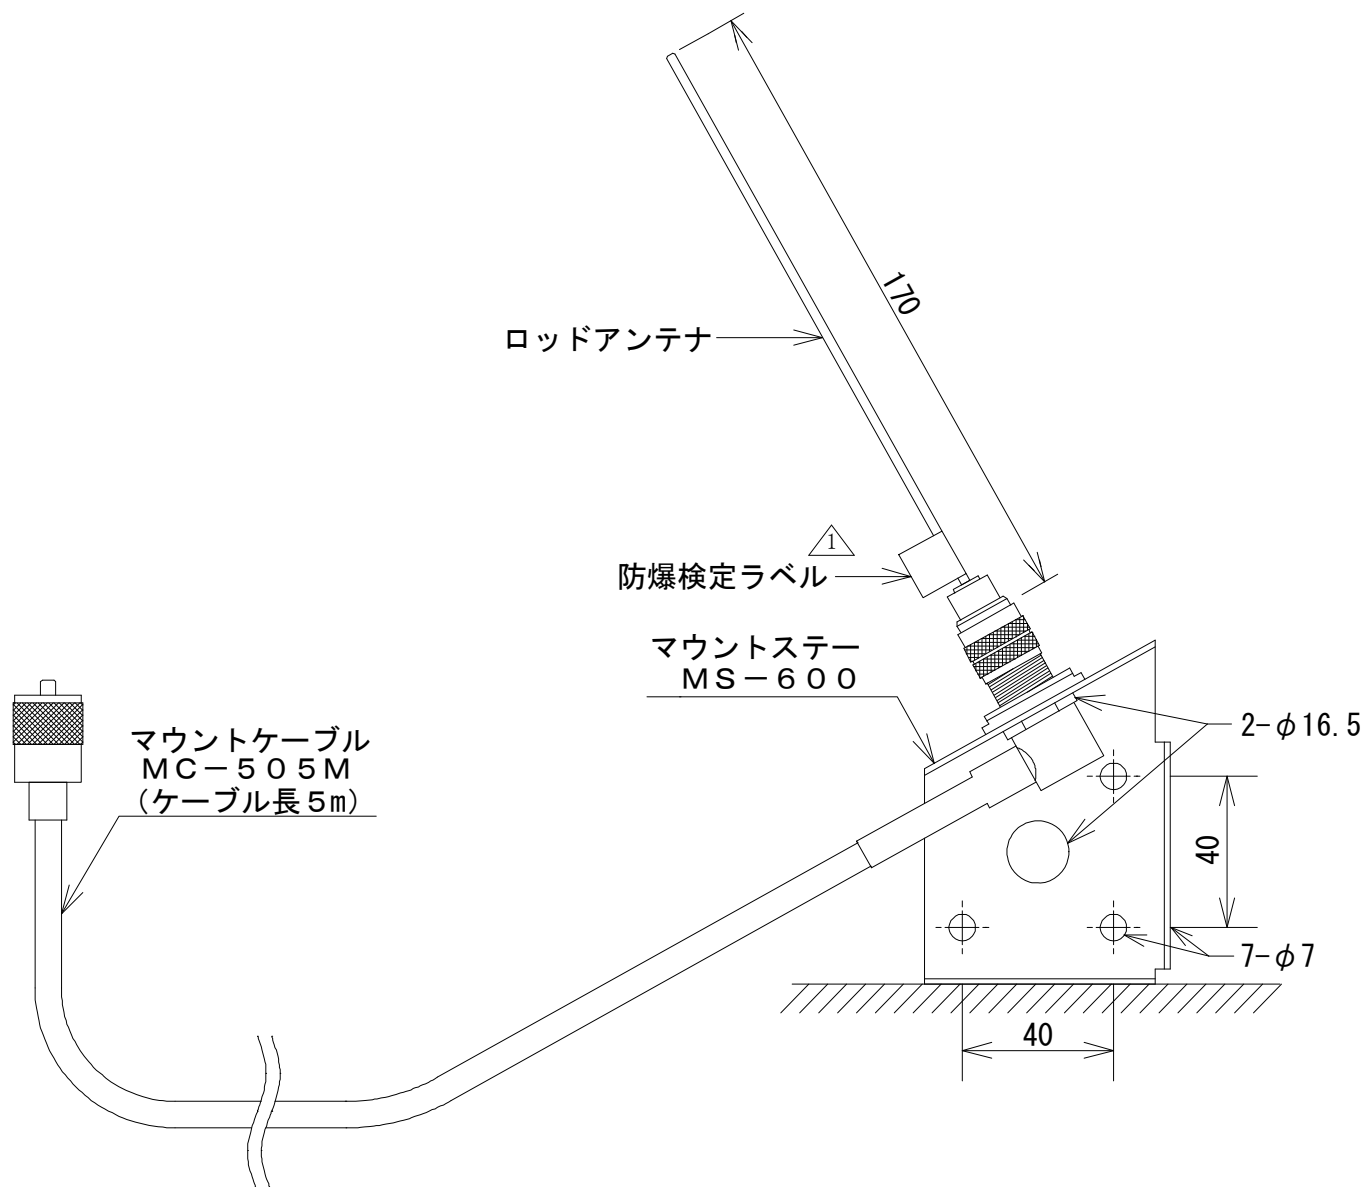 170
ロッドアンテナ
1
防爆検定ラベル
マウントステー
MS-600
2-φ16.5
マウントケーブル
MC-505M
(ケーブル長5m)
40
7-φ7
40